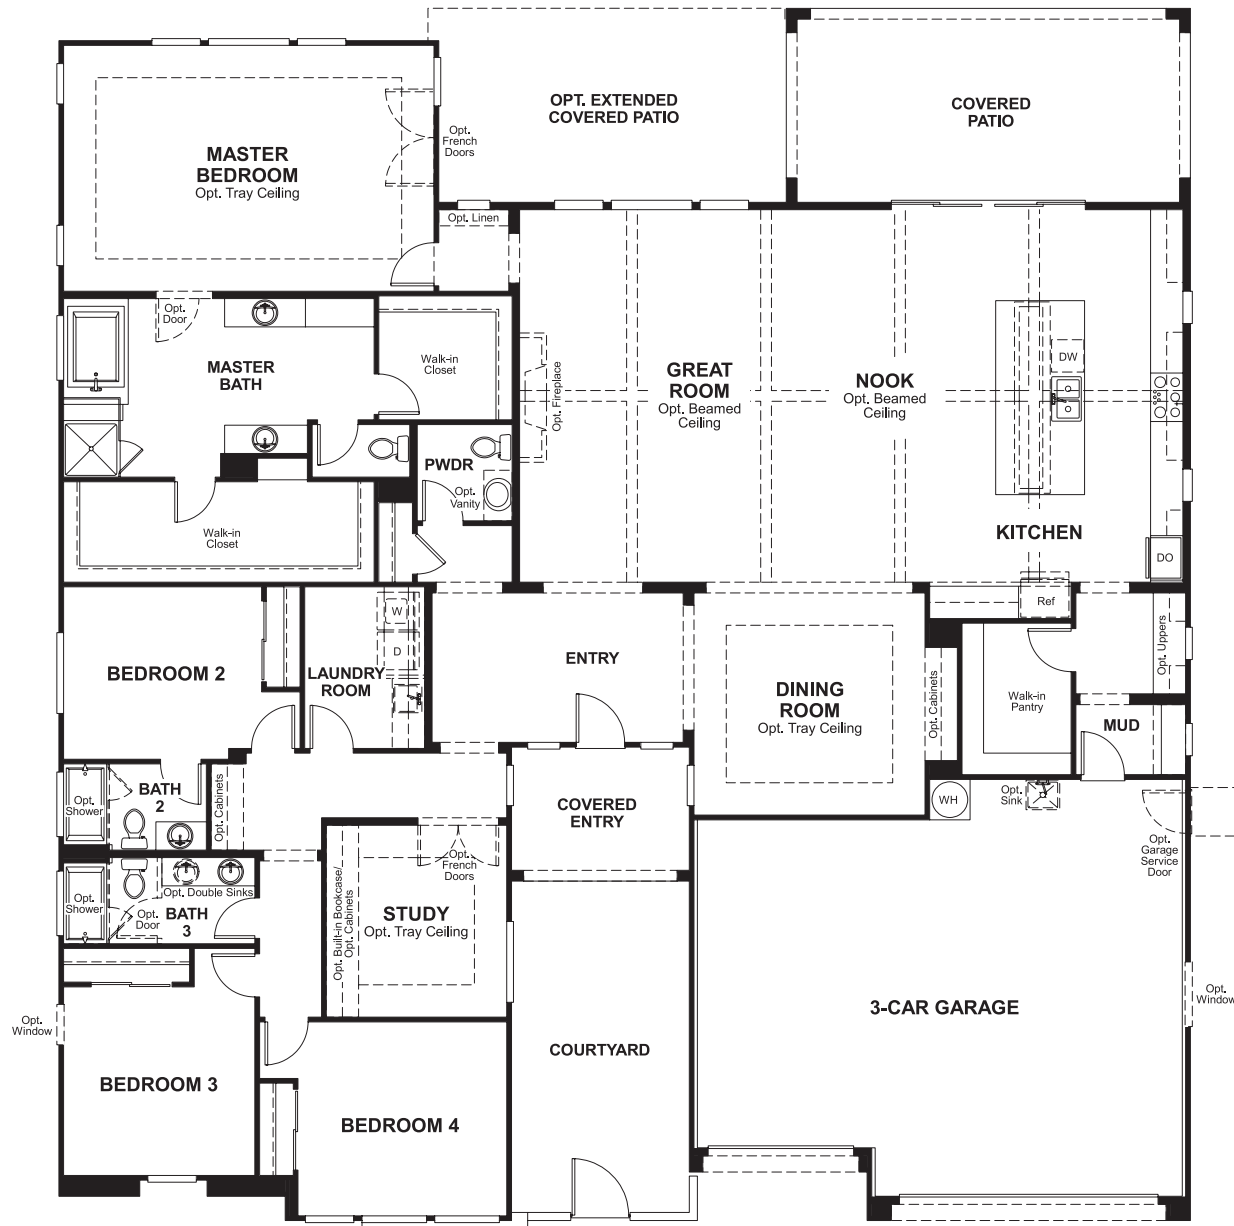 OPT. EXTENDED
COVERED PATIO
COVERED
PATIO
Opt.
French
Doors
MASTER
BEDROOM
Opt. Tray Ceiling
Opt. Linen
Opt.
Door
MASTER
BATH
Walk-in
Closet
Opt. Fireplace
GREAT
ROOM
Opt. Beamed
Ceiling
NOOK
Opt. Beamed
Ceiling
DW
PWDR
Opt.
Vanity
Walk-in
Closet
KITCHEN
DO
Ref
W
D
BEDROOM 2
LAUNDRY
ROOM
ENTRY
DINING
ROOM
Opt. Tray Ceiling
Opt. Cabinets
Walk-in
Pantry
Opt. Uppers
MUD
Opt.
Shower
BATH
2
Opt. Cabinets
COVERED
ENTRY
WH
Opt.
Sink
Opt.
Garage
Service
Door
Opt.
Shower
Opt. Double Sinks
Opt.
Door
BATH
3
Opt. Built-in Bookcase/
Opt. Cabinets
Opt.
French
Doors
STUDY
Opt. Tray Ceiling
Opt.
Window
3-CAR GARAGE
Opt.
Window
COURTYARD
BEDROOM 3
BEDROOM 4